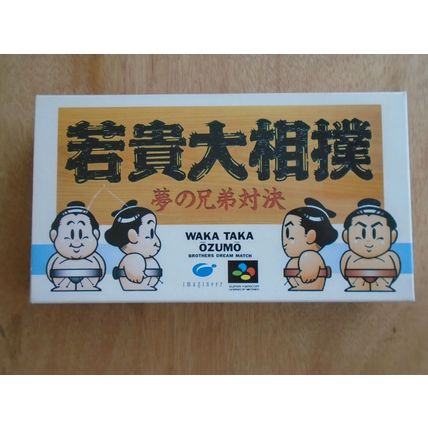 若貴大相撲
夢の兄弟対決
WAKA TAKA
ŌZUMŌ
BROTHERS DREAM MATCH
imagineer
SUPER FAMICOM